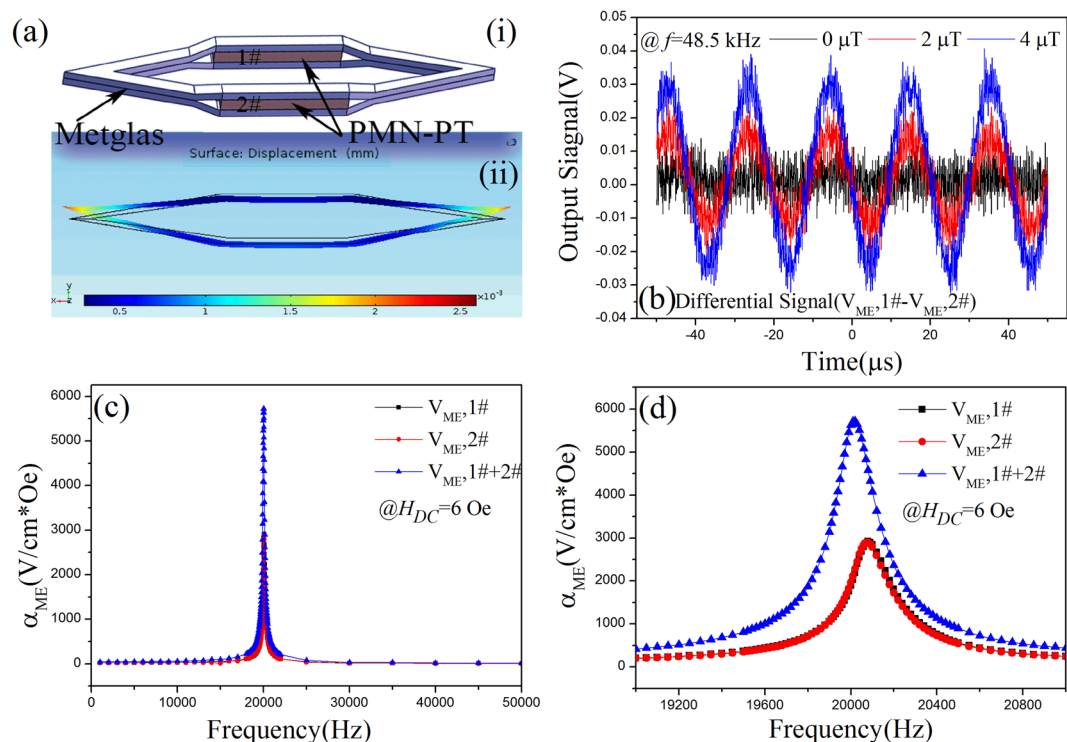 (a)
(i)
1#
2#
Metglas
PMN-PT
Surface: Displacement (mm)
(ii)
y
x z
×10⁻³
0.5 1 1.5 2 2.5
@ f=48.5 kHz
0 μT 2 μT 4 μT
0.05
0.04
0.03
0.02
0.01
0.00
-0.01
-0.02
-0.03
-0.04
Output Siagnal(V)
(b) Differential Signal(V_ME,1#-V_ME,2#)
-40 -20 0 20 40
Time(μs)
(c)
V_ME,1#
V_ME,2#
V_ME,1#+2#
@H_DC=6 Oe
6000
5000
4000
3000
2000
1000
0
α_ME(V/cm*Oe)
0 10000 20000 30000 40000 50000
Frequency(Hz)
(d)
V_ME,1#
V_ME,2#
V_ME,1#+2#
@H_DC=6 Oe
6000
5000
4000
3000
2000
1000
0
α_ME(V/cm*Oe)
19200 19600 20000 20400 20800
Frequency(Hz)